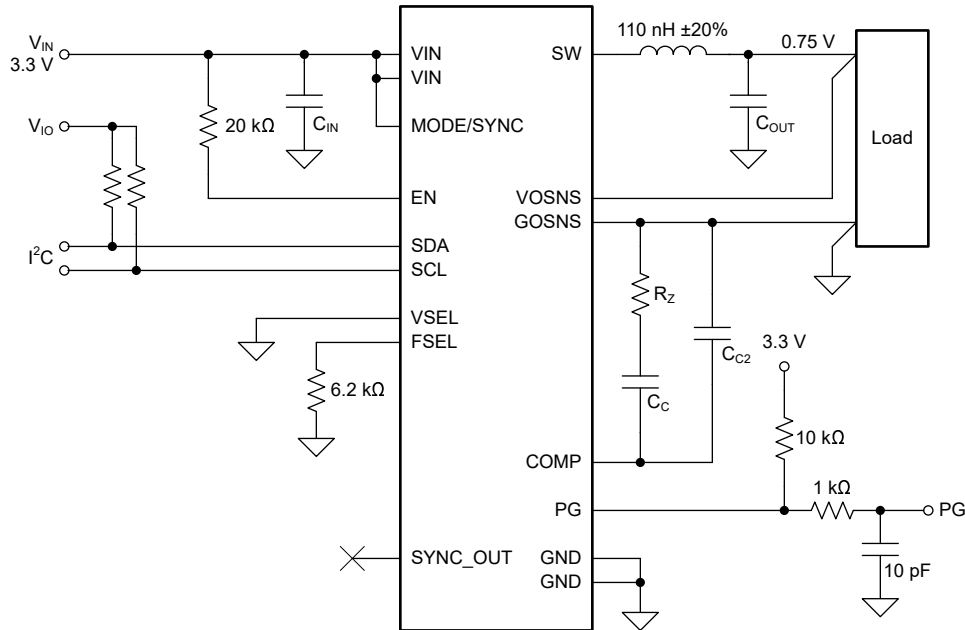 V_IN
3.3 V
V_IO
I²C
20 kΩ
C_IN
6.2 kΩ
VIN
VIN
MODE/SYNC
EN
SDA
SCL
VSEL
FSEL
SYNC_OUT
SW
VOSNS
GOSNS
COMP
PG
GND
GND
110 nH ±20%
0.75 V
C_OUT
Load
R_Z
C_C
C_C2
3.3 V
10 kΩ
1 kΩ
PG
10 pF